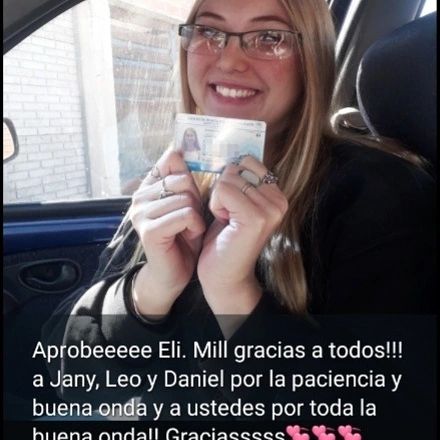 Aprobeeeee Eli. Mill gracias a todos!!!
a Jany, Leo y Daniel por la paciencia y
buena onda y a ustedes por toda la
buena onda!! Graciasssss💞💞💞